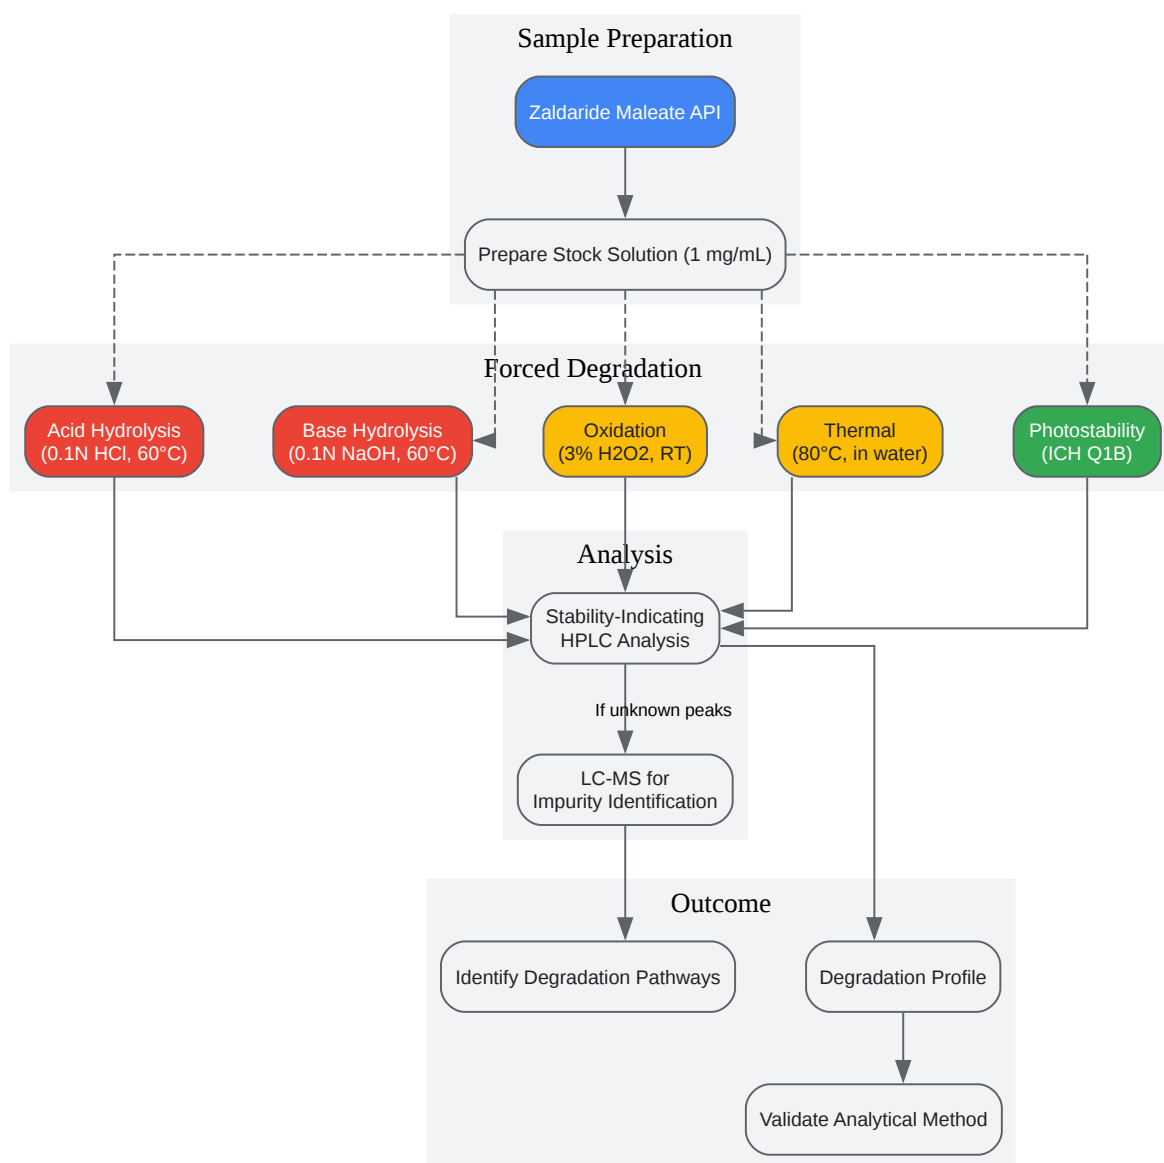 Sample Preparation
Zaldaride Maleate API
Prepare Stock Solution (1 mg/mL)
Forced Degradation
Acid Hydrolysis
(0.1N HCl, 60°C)
Base Hydrolysis
(0.1N NaOH, 60°C)
Oxidation
(3% H2O2, RT)
Thermal
(80°C, in water)
Photostability
(ICH Q1B)
Analysis
Stability-Indicating
HPLC Analysis
If unknown peaks
LC-MS for
Impurity Identification
Outcome
Identify Degradation Pathways
Degradation Profile
Validate Analytical Method